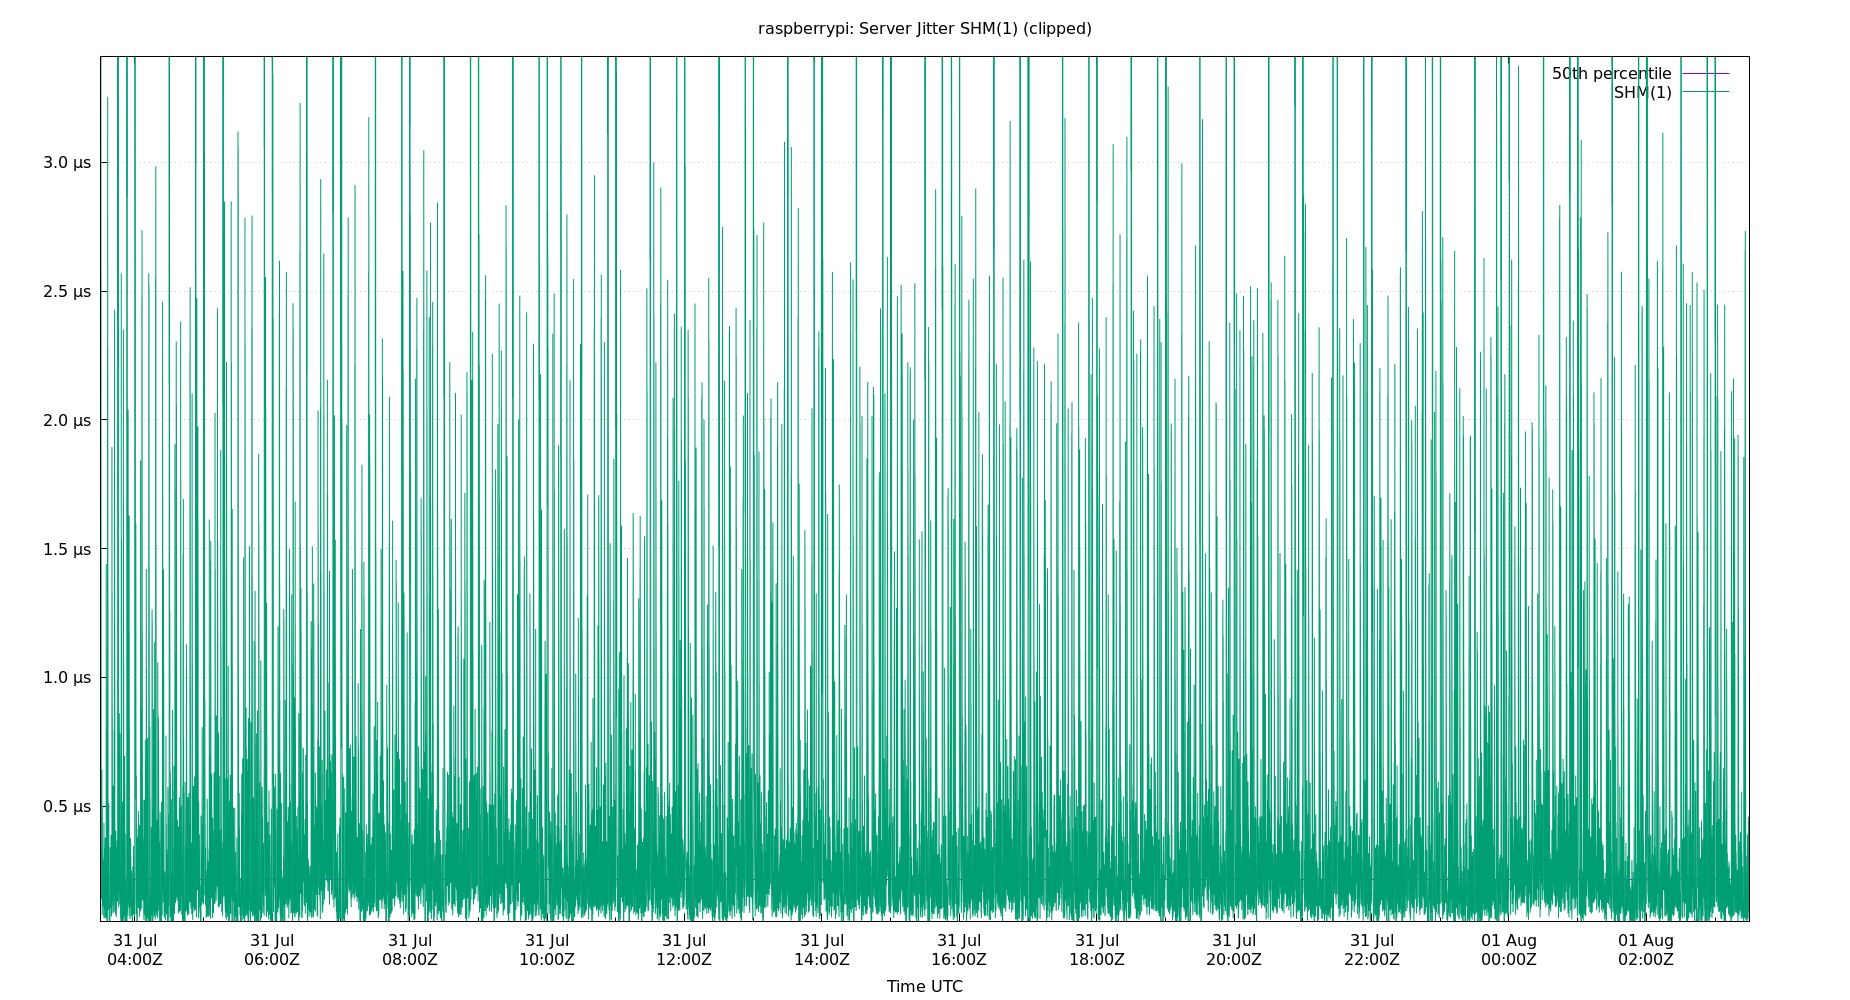 raspberrypi: Server Jitter SHM(1) (clipped)
50th percentile
SHM(1)
3.0 µs
2.5 µs
2.0 µs
1.5 µs
1.0 µs
0.5 µs
31 Jul 31 Jul 31 Jul 31 Jul 31 Jul 31 Jul 31 Jul 31 Jul 31 Jul 31 Jul 01 Aug 01 Aug
04:00Z 06:00Z 08:00Z 10:00Z 12:00Z 14:00Z 16:00Z 18:00Z 20:00Z 22:00Z 00:00Z 02:00Z
Time UTC